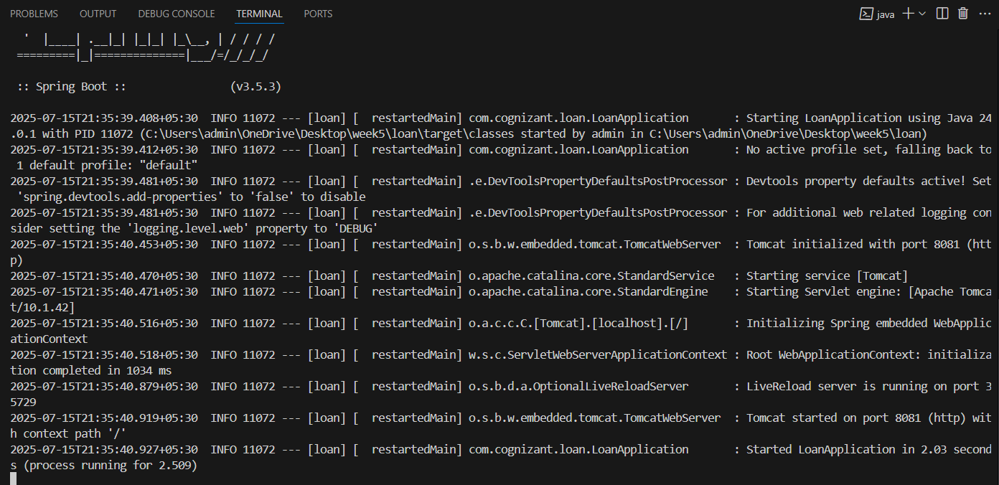 PROBLEMS OUTPUT DEBUG CONSOLE TERMINAL PORTS java
  '  |____| .__|_| |_|_| |_\__, | / / / /
 =========|_|==============|___/=/_/_/_/
 :: Spring Boot ::                (v3.5.3)
2025-07-15T21:35:39.408+05:30  INFO 11072 --- [loan] [  restartedMain] com.cognizant.loan.LoanApplication       : Starting LoanApplication using Java 24
.0.1 with PID 11072 (C:\Users\admin\OneDrive\Desktop\week5\loan\target\classes started by admin in C:\Users\admin\OneDrive\Desktop\week5\loan)
2025-07-15T21:35:39.412+05:30  INFO 11072 --- [loan] [  restartedMain] com.cognizant.loan.LoanApplication       : No active profile set, falling back to
 1 default profile: "default"
2025-07-15T21:35:39.481+05:30  INFO 11072 --- [loan] [  restartedMain] .e.DevToolsPropertyDefaultsPostProcessor : Devtools property defaults active! Set
 'spring.devtools.add-properties' to 'false' to disable
2025-07-15T21:35:39.481+05:30  INFO 11072 --- [loan] [  restartedMain] .e.DevToolsPropertyDefaultsPostProcessor : For additional web related logging con
sider setting the 'logging.level.web' property to 'DEBUG'
2025-07-15T21:35:40.453+05:30  INFO 11072 --- [loan] [  restartedMain] o.s.b.w.embedded.tomcat.TomcatWebServer  : Tomcat initialized with port 8081 (htt
p)
2025-07-15T21:35:40.470+05:30  INFO 11072 --- [loan] [  restartedMain] o.apache.catalina.core.StandardService   : Starting service [Tomcat]
2025-07-15T21:35:40.471+05:30  INFO 11072 --- [loan] [  restartedMain] o.apache.catalina.core.StandardEngine    : Starting Servlet engine: [Apache Tomca
t/10.1.42]
2025-07-15T21:35:40.516+05:30  INFO 11072 --- [loan] [  restartedMain] o.a.c.c.C.[Tomcat].[localhost].[/]       : Initializing Spring embedded WebApplic
ationContext
2025-07-15T21:35:40.518+05:30  INFO 11072 --- [loan] [  restartedMain] w.s.c.ServletWebServerApplicationContext : Root WebApplicationContext: initializa
tion completed in 1034 ms
2025-07-15T21:35:40.879+05:30  INFO 11072 --- [loan] [  restartedMain] o.s.b.d.a.OptionalLiveReloadServer       : LiveReload server is running on port 3
5729
2025-07-15T21:35:40.919+05:30  INFO 11072 --- [loan] [  restartedMain] o.s.b.w.embedded.tomcat.TomcatWebServer  : Tomcat started on port 8081 (http) wit
h context path '/'
2025-07-15T21:35:40.927+05:30  INFO 11072 --- [loan] [  restartedMain] com.cognizant.loan.LoanApplication       : Started LoanApplication in 2.03 second
s (process running for 2.509)